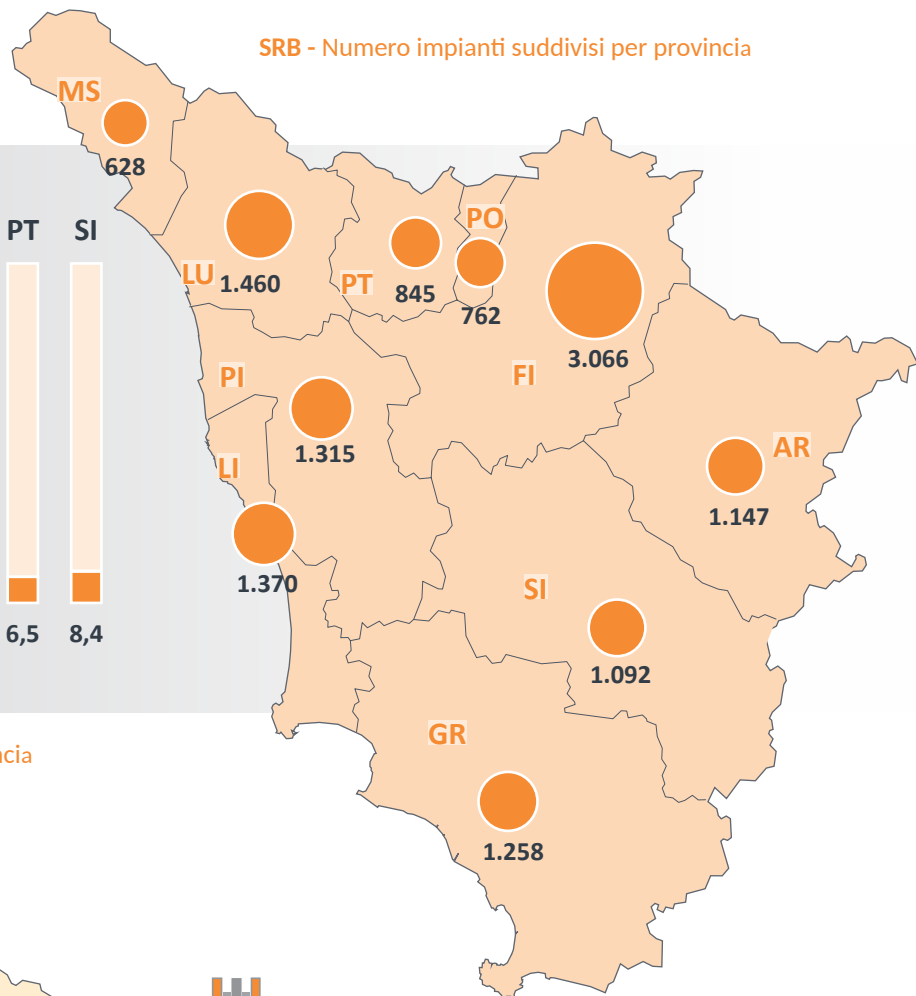 SRB - Numero impianti suddivisi per provincia
MS
628
PT SI
LU
1.460
PT
845
PO
762
3.066
FI
PI
1.315
AR
1.147
LI
1.370
SI
1.092
6,5 8,4
GR
1.258
ncia